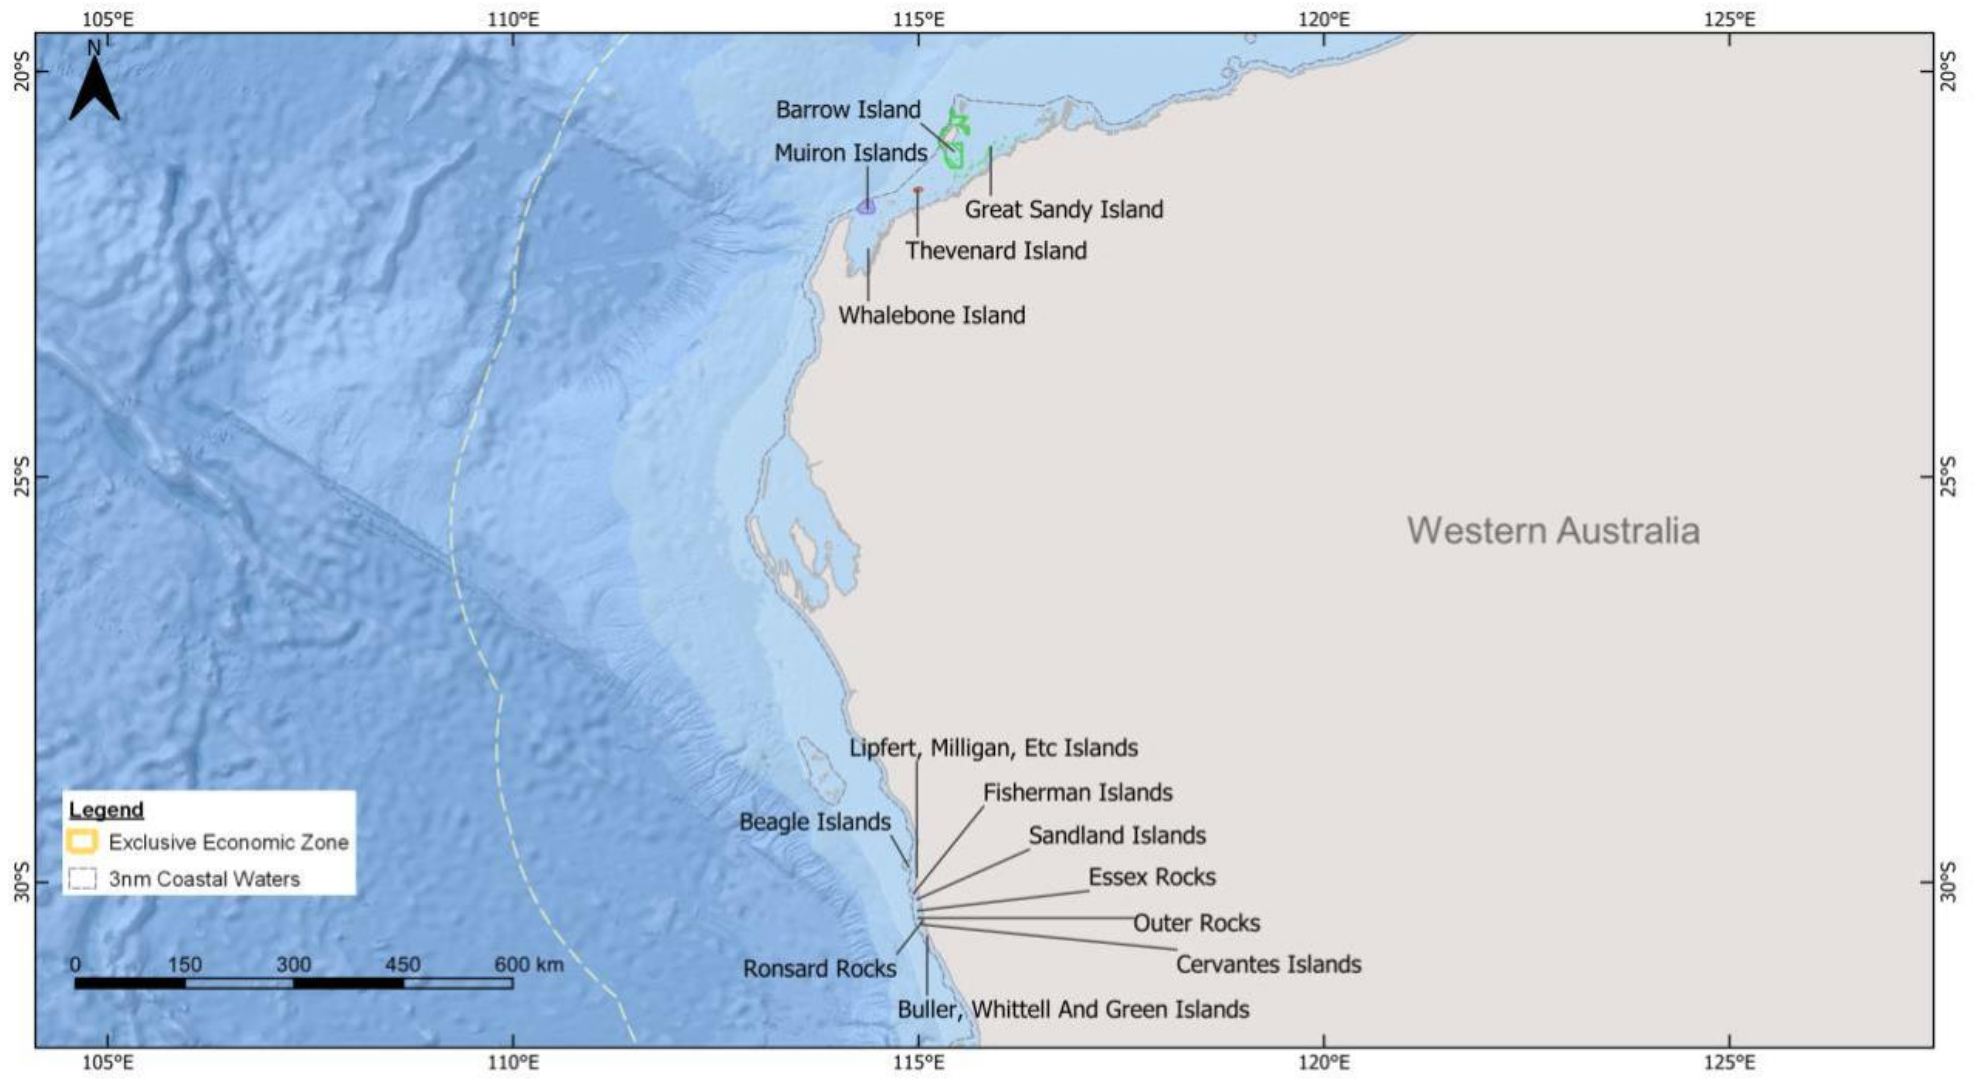 105°E 110°E 115°E 120°E 125°E
N
20°S
20°S
Barrow Island
Muiron Islands
Great Sandy Island
Thevenard Island
Whalebone Island
25°S
25°S
Western Australia
Lipfert, Milligan, Etc Islands
Fisherman Islands
Beagle Islands
Sandland Islands
Essex Rocks
30°S
30°S
Outer Rocks
Ronsard Rocks
Cervantes Islands
Buller, Whittell And Green Islands
Legend
Exclusive Economic Zone
3nm Coastal Waters
0 150 300 450 600 km
105°E 110°E 115°E 120°E 125°E